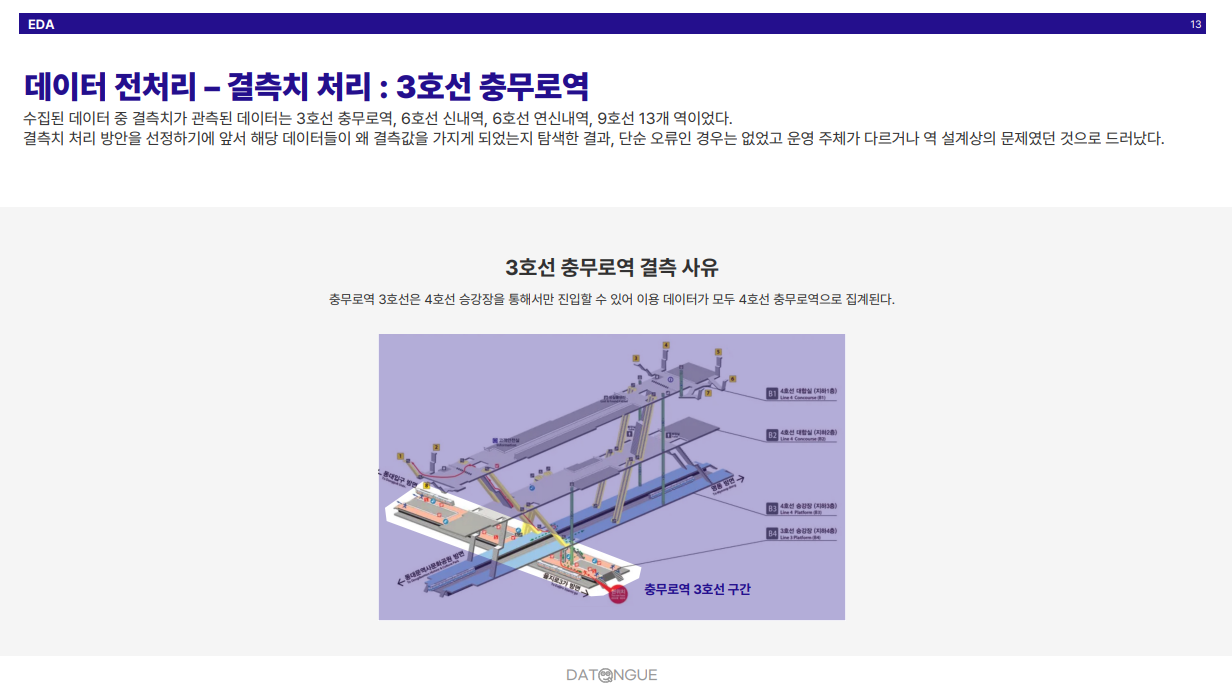 EDA
13
데이터 전처리 – 결측치 처리 : 3호선 충무로역
수집된 데이터 중 결측치가 관측된 데이터는 3호선 충무로역, 6호선 신내역, 6호선 연신내역, 9호선 13개 역이었다.
결측치 처리 방안을 선정하기에 앞서 해당 데이터들이 왜 결측값을 가지게 되었는지 탐색한 결과, 단순 오류인 경우는 없었고 운영 주체가 다르거나 역 설계상의 문제였던 것으로 드러났다.
3호선 충무로역 결측 사유
충무로역 3호선은 4호선 승강장을 통해서만 진입할 수 있어 이용 데이터가 모두 4호선 충무로역으로 집계된다.
4
3
5
6
7
B1 4호선 대합실 (지하1층)
Line 4 Concourse (B1)
2
1
B2 4호선 대합실 (지하2층)
Line 4 Concourse (B2)
동대입구 방면
명동 방면
8
B3 4호선 승강장 (지하3층)
Line 4 Platform (B3)
B4 3호선 승강장 (지하4층)
Line 3 Platform (B4)
동대문역사문화공원 방면
을지로3가 방면
충무로역 3호선 구간
DATONGUE